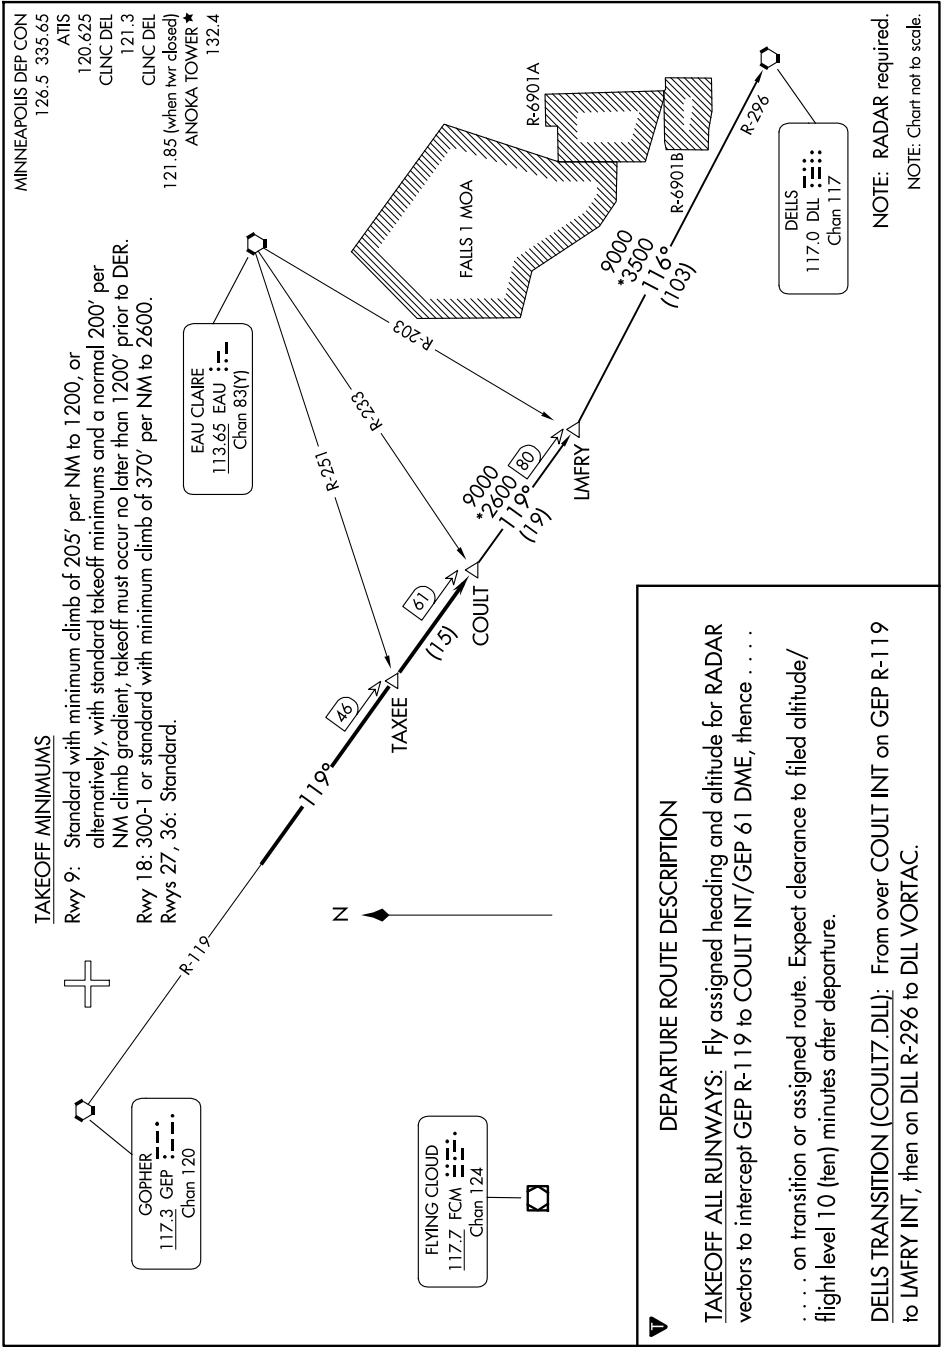 MINNEAPOLIS DEP CON
126.5 335.65
ATIS
120.625
CLNC DEL
121.3
CLNC DEL
121.85 (when twr closed)
ANOKA TOWER ★
132.4
TAKEOFF MINIMUMS
Rwy 9: Standard with minimum climb of 205' per NM to 1200, or
alternatively, with standard takeoff minimums and a normal 200' per
NM climb gradient, takeoff must occur no later than 1200' prior to DER.
Rwy 18: 300-1 or standard with minimum climb of 370' per NM to 2600.
Rwys 27, 36: Standard.
GOPHER
117.3 GEP
Chan 120
R-119
119°
N
FLYING CLOUD
117.7 FCM
Chan 124
EAU CLAIRE
113.65 EAU
Chan 83(Y)
R-251
R-233
R-203
46
TAXEE
(15)
61
COULT
9000
*2600
119°
(19)
80
LMFRY
9000
*3500
116°
(103)
FALLS 1 MOA
R-6901A
R-6901B
R-296
DELLS
117.0 DLL
Chan 117
NOTE: RADAR required.
NOTE: Chart not to scale.
T
DEPARTURE ROUTE DESCRIPTION
TAKEOFF ALL RUNWAYS: Fly assigned heading and altitude for RADAR
vectors to intercept GEP R-119 to COULT INT/GEP 61 DME, thence . . . .
. . . . on transition or assigned route. Expect clearance to filed altitude/
flight level 10 (ten) minutes after departure.
DELLS TRANSITION (COULT7.DLL): From over COULT INT on GEP R-119
to LMFRY INT, then on DLL R-296 to DLL VORTAC.